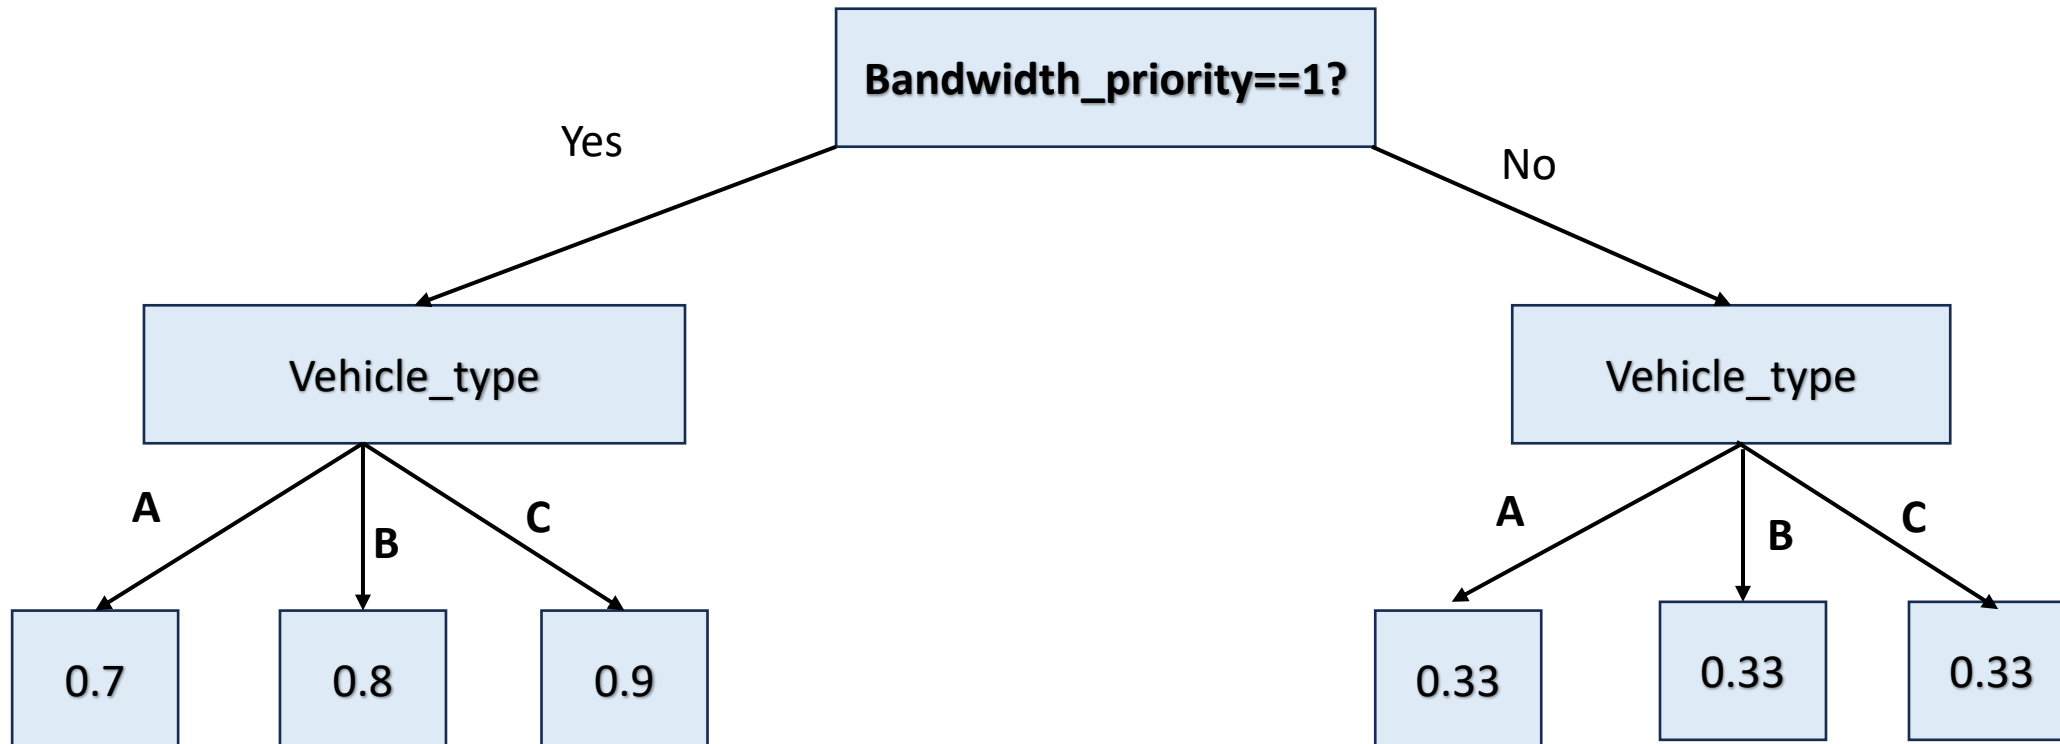 Bandwidth_priority==1?
Yes
No
Vehicle_type
Vehicle_type
A
B
C
A
B
C
0.7
0.8
0.9
0.33
0.33
0.33